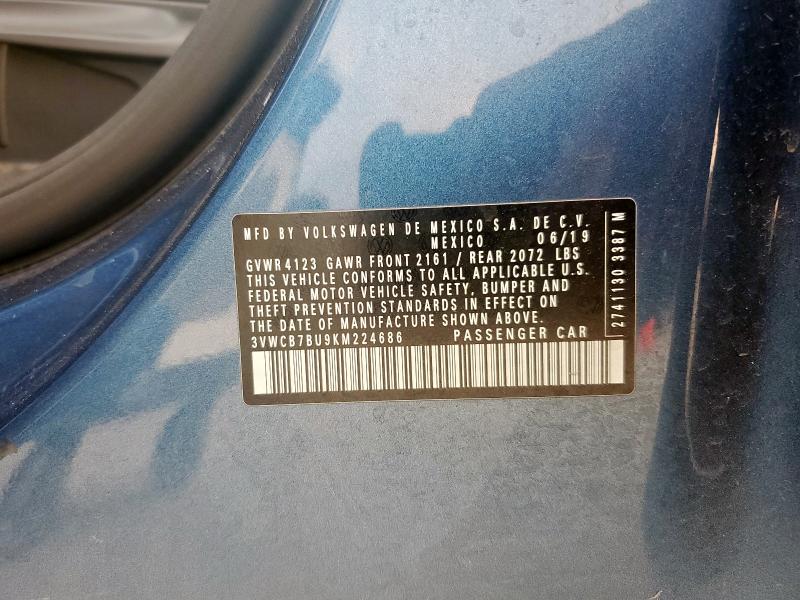 MFD BY VOLKSWAGEN DE MEXICO S.A. DE C.V.
MEXICO 06/19
GVWR 4123 GAWR FRONT 2161 / REAR 2072 LBS
THIS VEHICLE CONFORMS TO ALL APPLICABLE U.S.
FEDERAL MOTOR VEHICLE SAFETY, BUMPER AND
THEFT PREVENTION STANDARDS IN EFFECT ON
THE DATE OF MANUFACTURE SHOWN ABOVE.
3VWCB7BU9KM224686 PASSENGER CAR
2741130 3387 M